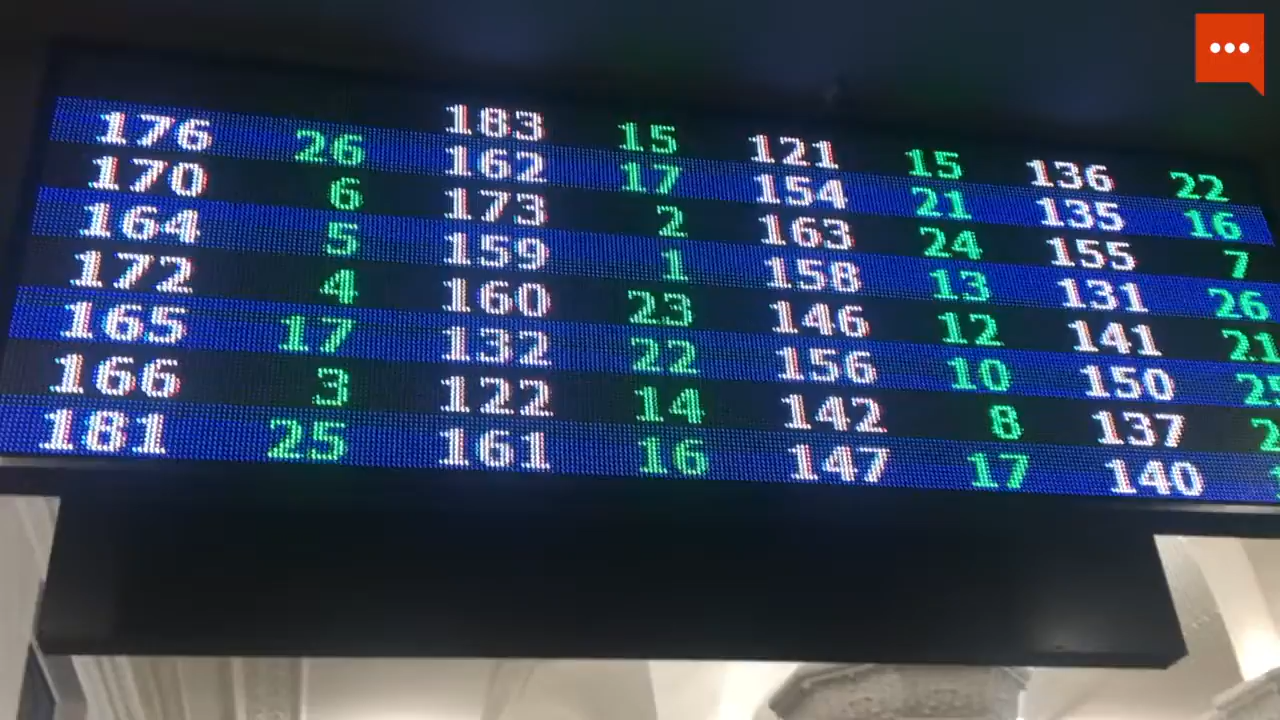 183 15 121 15 136 22
176 26 162 17 154 21 135 16
170 6 173 2 163 24 155 7
164 5 159 1 158 13 131 26
172 4 160 23 146 12 141 21
165 17 132 22 156 10 150
166 3 122 14 142 8 137
181 25 161 16 147 17 140